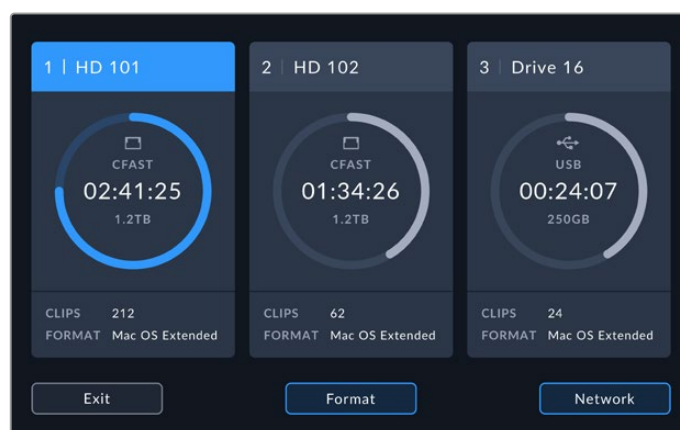 1 | HD 101
CFAST
02:41:25
1.2TB
CLIPS 212
FORMAT Mac OS Extended
2 | HD 102
CFAST
01:34:26
1.2TB
CLIPS 62
FORMAT Mac OS Extended
3 | Drive 16
USB
00:24:07
250GB
CLIPS 24
FORMAT Mac OS Extended
Exit
Format
Network